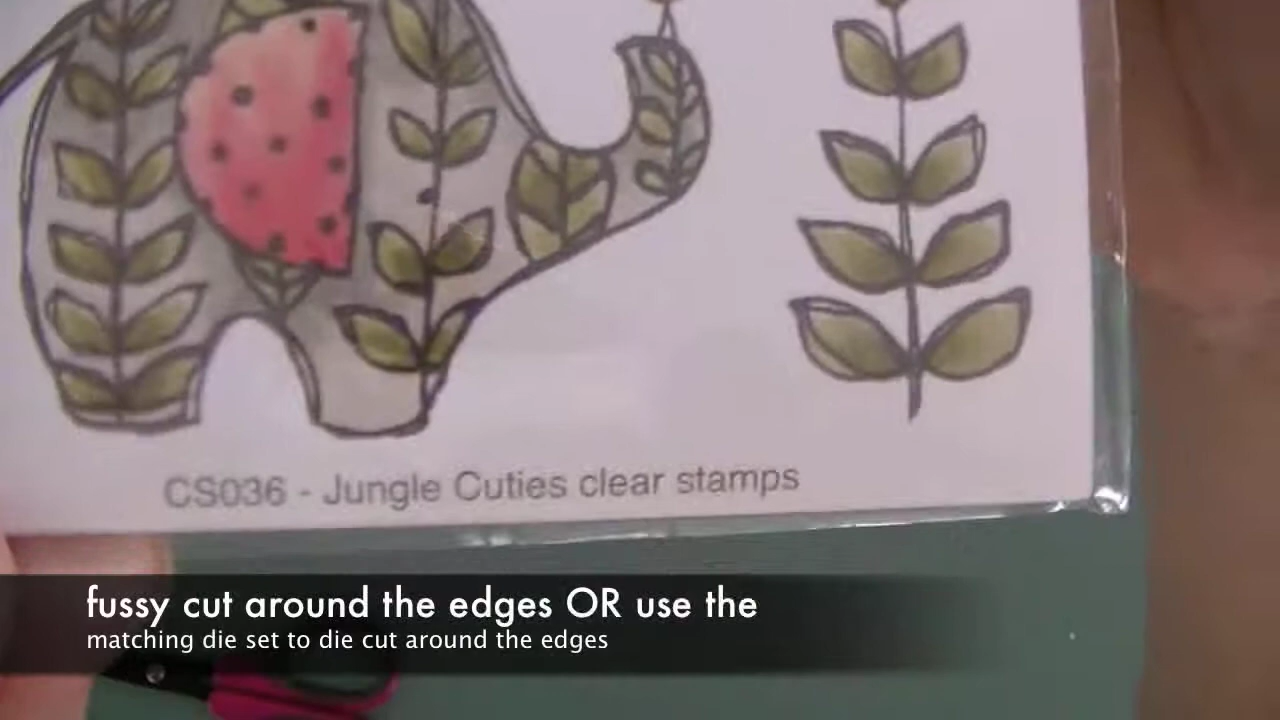 CS036 - Jungle Cuties clear stamps
fussy cut around the edges OR use the
matching die set to die cut around the edges